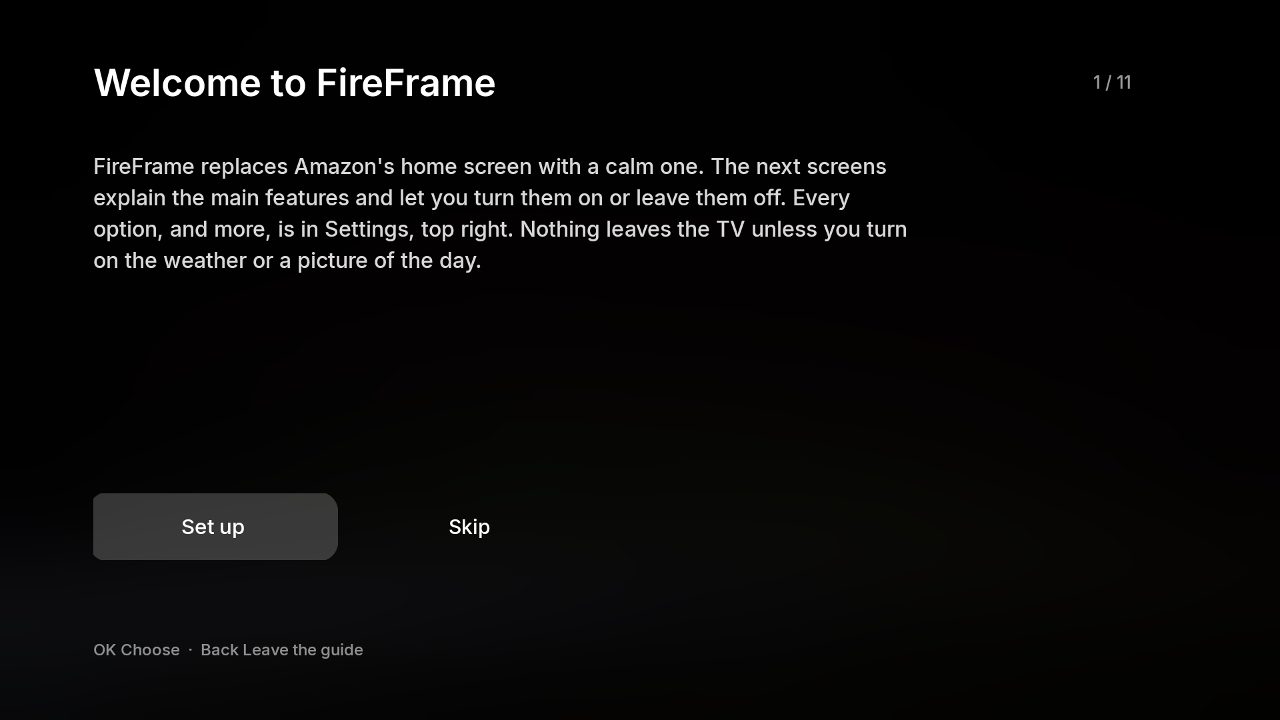 Welcome to FireFrame
1 / 11
FireFrame replaces Amazon's home screen with a calm one. The next screens
explain the main features and let you turn them on or leave them off. Every
option, and more, is in Settings, top right. Nothing leaves the TV unless you turn
on the weather or a picture of the day.
Set up
Skip
OK Choose · Back Leave the guide